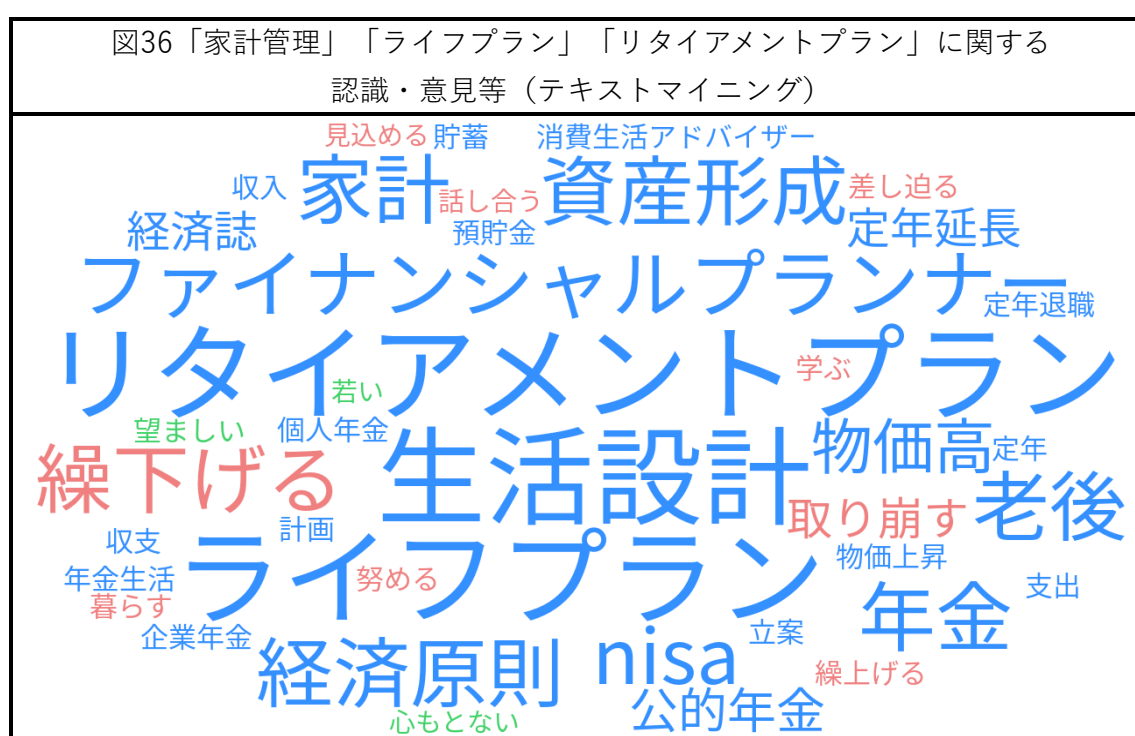 図36「家計管理」「ライフプラン」「リタイアメントプラン」に関する
認識・意見等（テキストマイニング）
見込める 貯蓄 消費生活アドバイザー
収入 家計 話し合う 資産形成 差し迫る
経済誌 預貯金 定年延長
ファイナンシャルプランナー 定年退職
リタイアメントプラン 学ぶ
若い
望ましい 個人年金 物価高 定年
繰下げる 生活設計 取り崩す 老後
収支 計画 物価上昇
年金生活 ライフプラン 努める 支出
暮らす 年金
企業年金 経済原則 nisa 立案
繰上げる
心もとない 公的年金